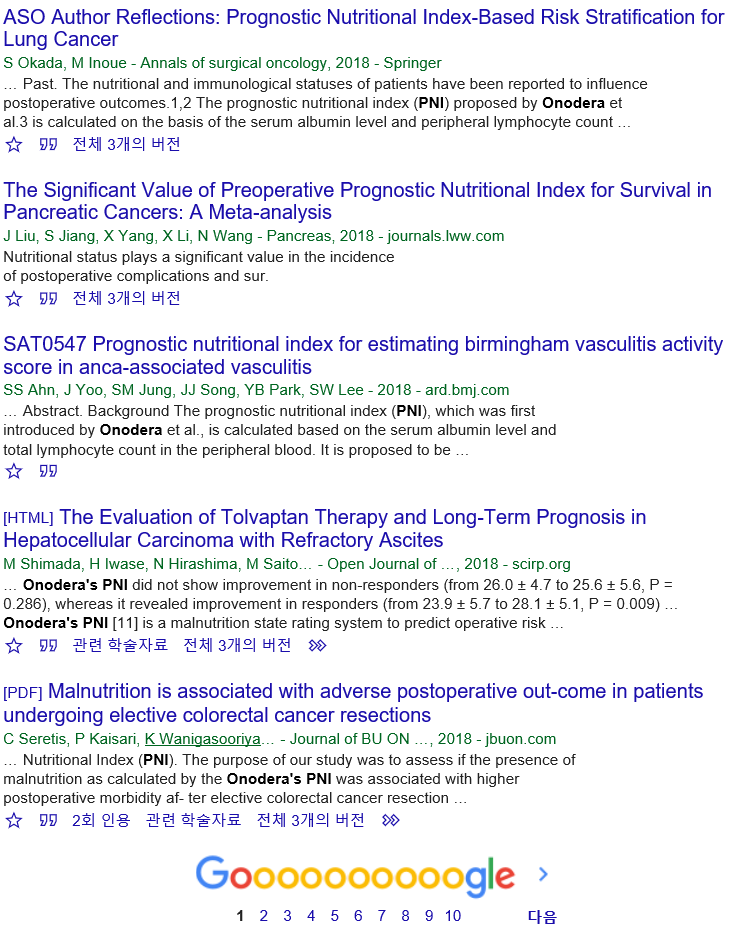 ASO Author Reflections: Prognostic Nutritional Index-Based Risk Stratification for
Lung Cancer
S Okada, M Inoue - Annals of surgical oncology, 2018 - Springer
… Past. The nutritional and immunological statuses of patients have been reported to influence
postoperative outcomes.1,2 The prognostic nutritional index (PNI) proposed by Onodera et
al.3 is calculated on the basis of the serum albumin level and peripheral lymphocyte count …
전체 3개의 버전
The Significant Value of Preoperative Prognostic Nutritional Index for Survival in
Pancreatic Cancers: A Meta-analysis
J Liu, S Jiang, X Yang, X Li, N Wang - Pancreas, 2018 - journals.lww.com
Nutritional status plays a significant value in the incidence
of postoperative complications and sur.
전체 3개의 버전
SAT0547 Prognostic nutritional index for estimating birmingham vasculitis activity
score in anca-associated vasculitis
SS Ahn, J Yoo, SM Jung, JJ Song, YB Park, SW Lee - 2018 - ard.bmj.com
… Abstract. Background The prognostic nutritional index (PNI), which was first
introduced by Onodera et al., is calculated based on the serum albumin level and
total lymphocyte count in the peripheral blood. It is proposed to be …
[HTML] The Evaluation of Tolvaptan Therapy and Long-Term Prognosis in
Hepatocellular Carcinoma with Refractory Ascites
M Shimada, H Iwase, N Hirashima, M Saito… - Open Journal of …, 2018 - scirp.org
… Onodera's PNI did not show improvement in non-responders (from 26.0 ± 4.7 to 25.6 ± 5.6, P =
0.286), whereas it revealed improvement in responders (from 23.9 ± 5.7 to 28.1 ± 5.1, P = 0.009) …
Onodera's PNI [11] is a malnutrition state rating system to predict operative risk …
관련 학술자료 전체 3개의 버전
[PDF] Malnutrition is associated with adverse postoperative out-come in patients
undergoing elective colorectal cancer resections
C Seretis, P Kaisari, K Wanigasooriya… - Journal of BU ON …, 2018 - jbuon.com
… Nutritional Index (PNI). The purpose of our study was to assess if the presence of
malnutrition as calculated by the Onodera's PNI was associated with higher
postoperative morbidity af- ter elective colorectal cancer resection …
2회 인용 관련 학술자료 전체 3개의 버전
Goooooooooogle
1 2 3 4 5 6 7 8 9 10 다음